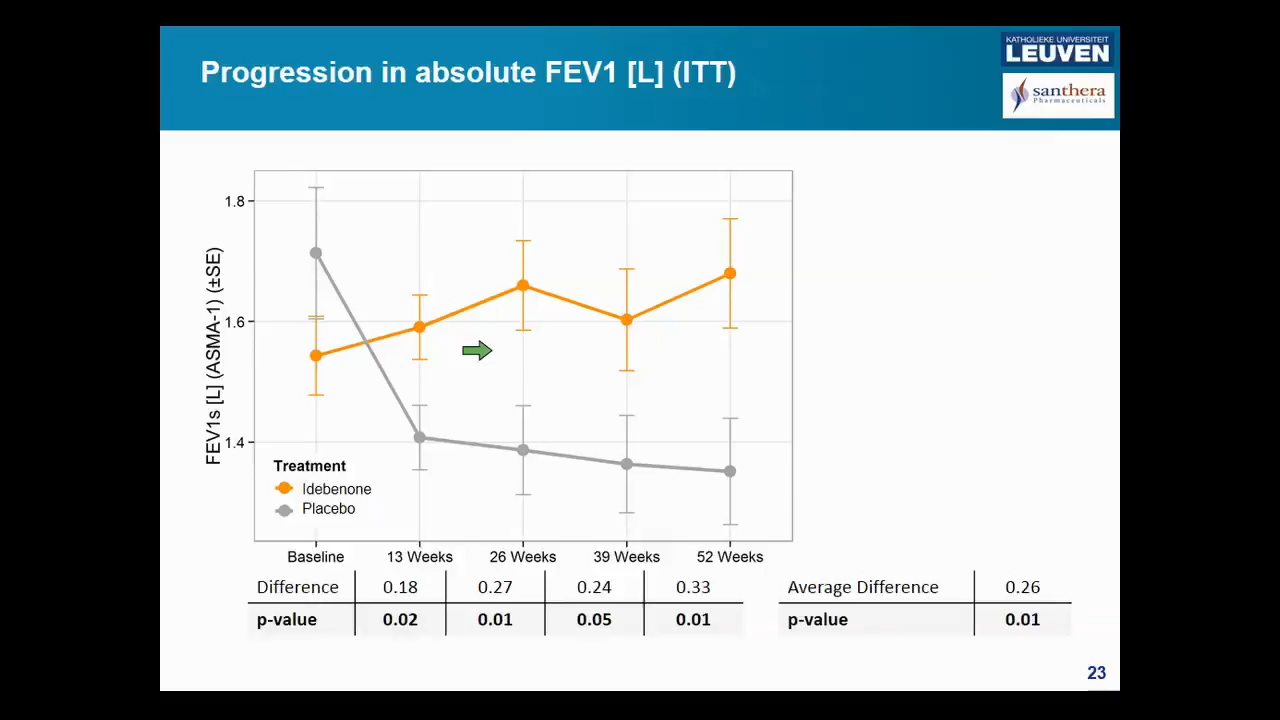 Progression in absolute FEV1 [L] (ITT)
KATHOLIEKE UNIVERSITEIT
LEUVEN
santhera
Pharmaceuticals
FEV1s [L] (ASMA-1) (±SE)
1.8
1.6
1.4
Treatment
Idebenone
Placebo
Baseline 13 Weeks 26 Weeks 39 Weeks 52 Weeks
Difference 0.18 0.27 0.24 0.33
p-value 0.02 0.01 0.05 0.01
Average Difference 0.26
p-value 0.01
23